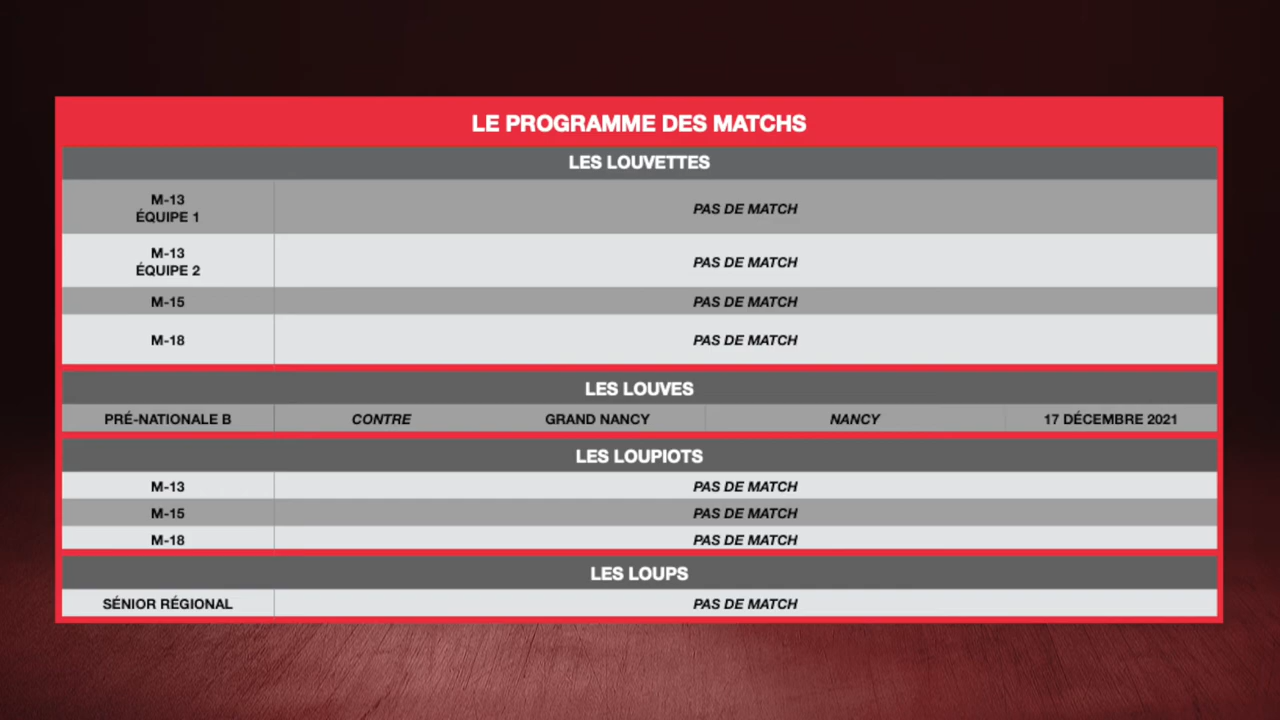 LE PROGRAMME DES MATCHS
LES LOUVETTES
M-13
ÉQUIPE 1
PAS DE MATCH
M-13
ÉQUIPE 2
PAS DE MATCH
M-15 PAS DE MATCH
M-18 PAS DE MATCH
LES LOUVES
PRÉ-NATIONALE B CONTRE GRAND NANCY NANCY 17 DÉCEMBRE 2021
LES LOUPIOTS
M-13 PAS DE MATCH
M-15 PAS DE MATCH
M-18 PAS DE MATCH
LES LOUPS
SÉNIOR RÉGIONAL PAS DE MATCH